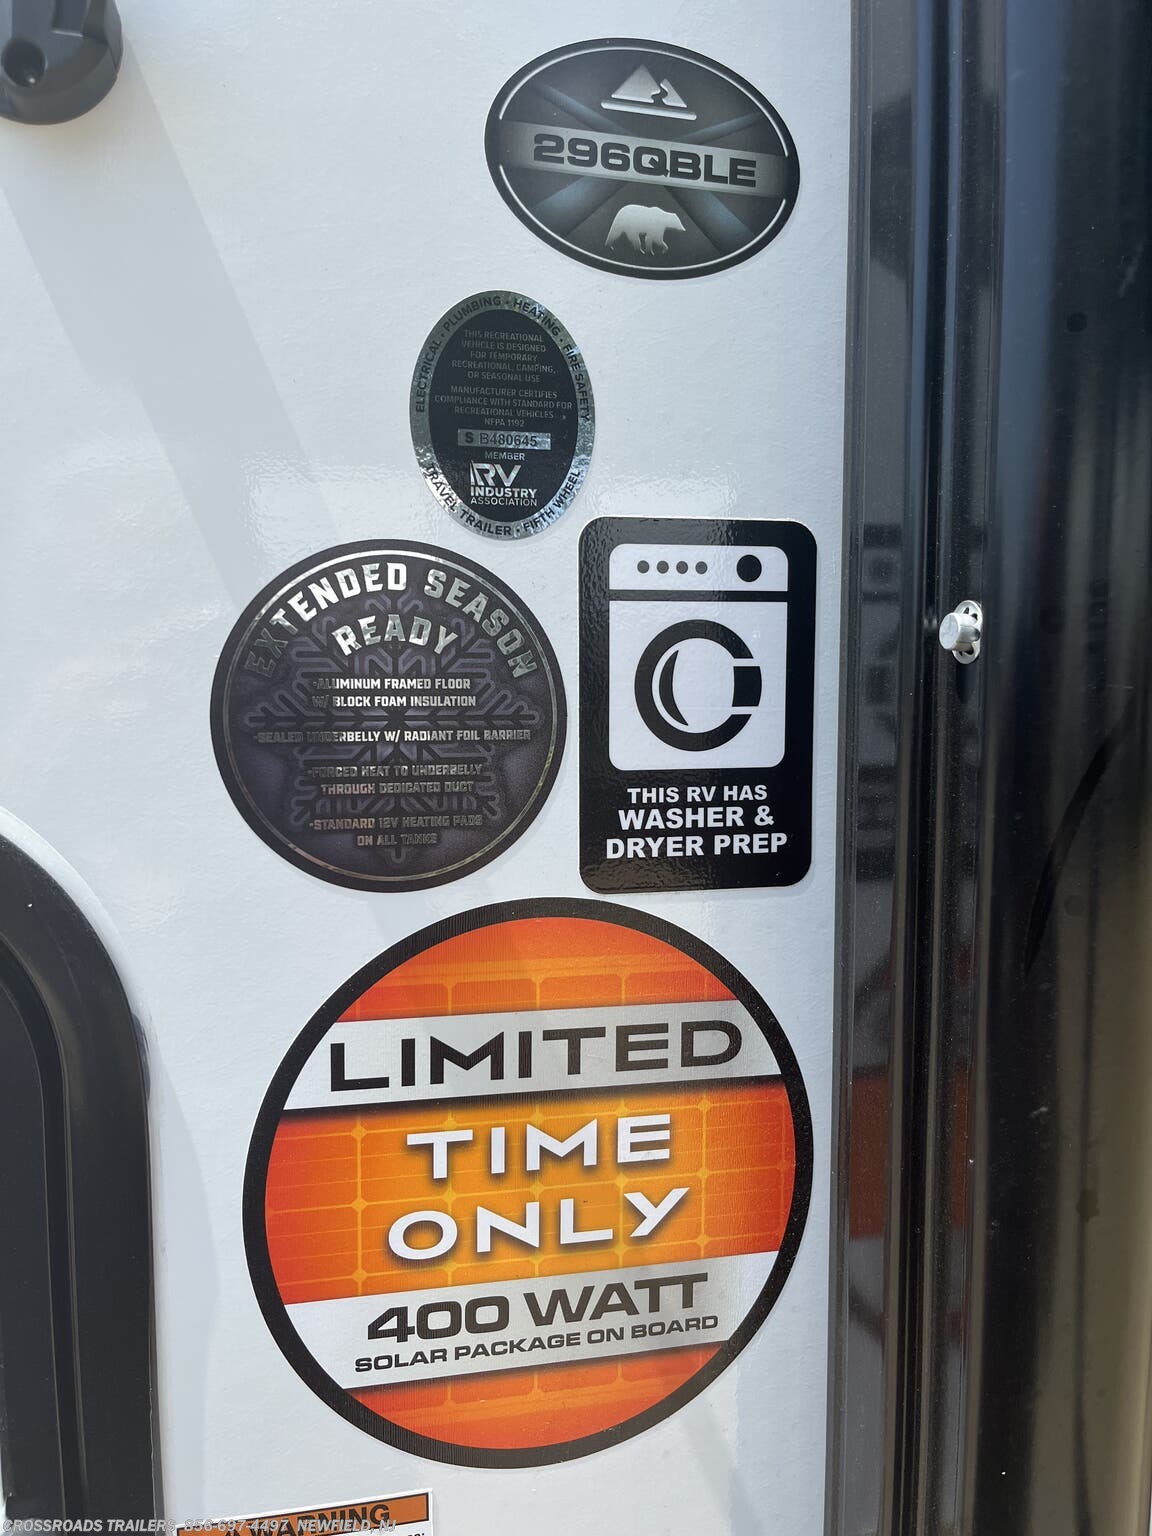 296QBLE
ELECTRICAL • PLUMBING • HEATING • FIRE SAFETY
THIS RECREATIONAL
VEHICLE IS DESIGNED
FOR TEMPORARY
RECREATIONAL, CAMPING,
OR SEASONAL USE
MANUFACTURER CERTIFIES
COMPLIANCE WITH STANDARD FOR
RECREATIONAL VEHICLES
NFPA 1192
S B480645
MEMBER
RV
INDUSTRY
ASSOCIATION
TRAVEL TRAILER • FIFTH WHEEL
EXTENDED SEASON
READY
•ALUMINUM FRAMED FLOOR
W/ BLOCK FOAM INSULATION
•SEALED UNDERBELLY W/ RADIANT FOIL BARRIER
•FORCED HEAT TO UNDERBELLY
THROUGH DEDICATED DUCT
•STANDARD 12V HEATING PADS
ON ALL TANKS
THIS RV HAS
WASHER &
DRYER PREP
LIMITED
TIME
ONLY
400 WATT
SOLAR PACKAGE ON BOARD
WARNING
CROSSROADS TRAILERS 856-697-4497 NEWFIELD, NJ